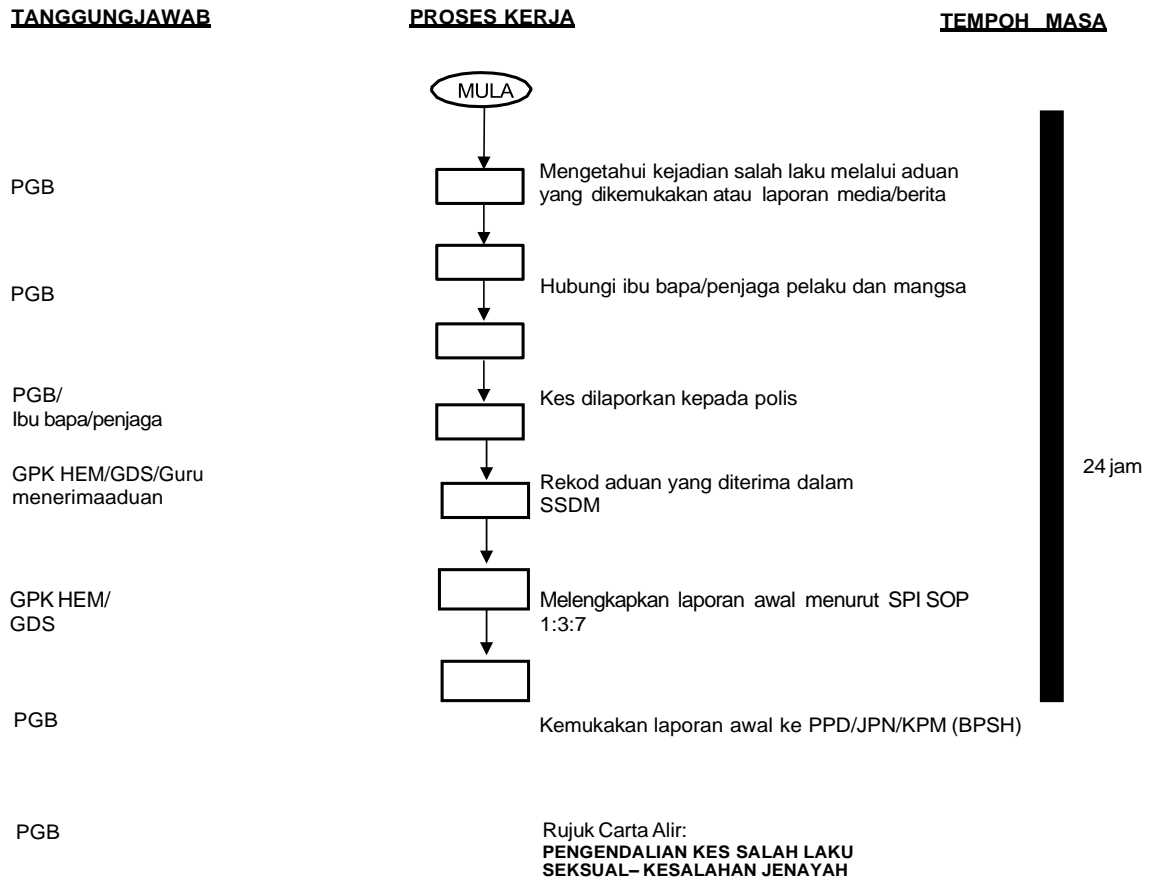 TANGGUNGJAWAB
PROSES KERJA
TEMPOH MASA
MULA
PGB
Mengetahui kejadian salah laku melalui aduan
yang dikemukakan atau laporan media/berita
PGB
Hubungi ibu bapa/penjaga pelaku dan mangsa
PGB/
Ibu bapa/penjaga
Kes dilaporkan kepada polis
GPK HEM/GDS/Guru
menerimaaduan
Rekod aduan yang diterima dalam
SSDM
24 jam
GPK HEM/
GDS
Melengkapkan laporan awal menurut SPI SOP
1:3:7
PGB
Kemukakan laporan awal ke PPD/JPN/KPM (BPSH)
PGB
Rujuk Carta Alir:
PENGENDALIAN KES SALAH LAKU
SEKSUAL– KESALAHAN JENAYAH